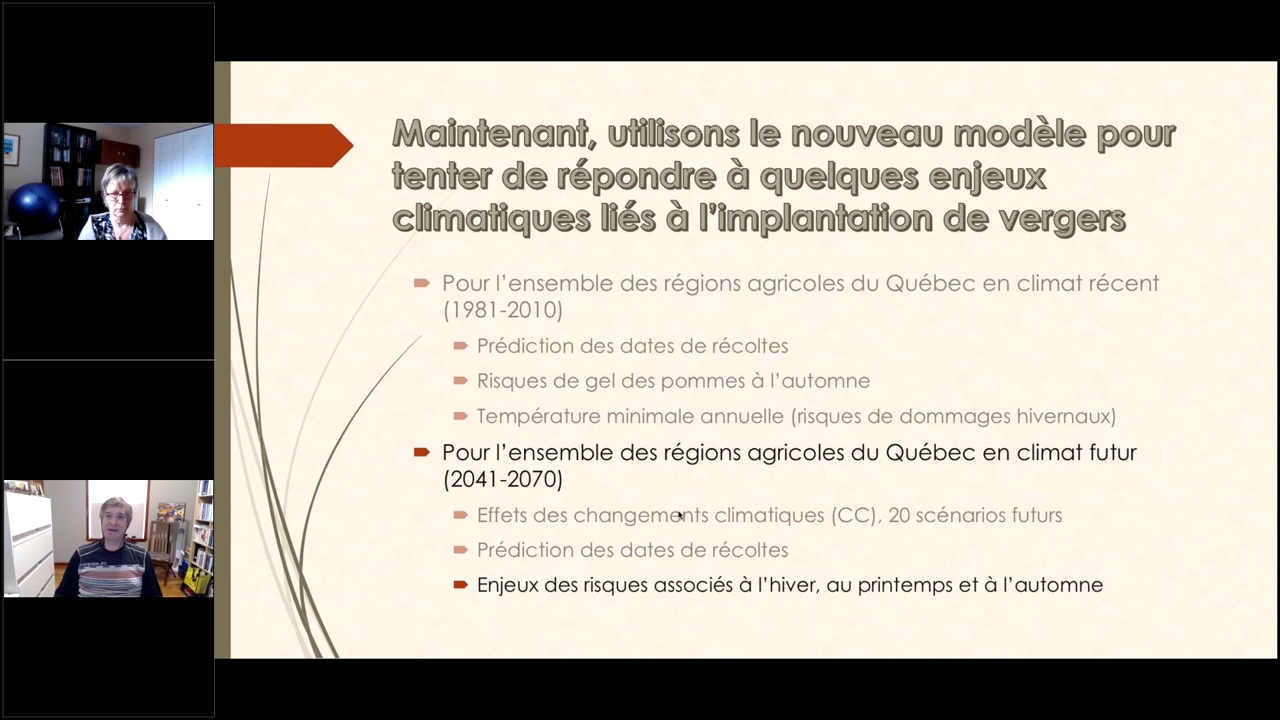 Maintenant, utilisons le nouveau modèle pour
tenter de répondre à quelques enjeux
climatiques liés à l'implantation de vergers
Pour l'ensemble des régions agricoles du Québec en climat récent
(1981-2010)
Prédiction des dates de récoltes
Risques de gel des pommes à l'automne
Température minimale annuelle (risques de dommages hivernaux)
Pour l'ensemble des régions agricoles du Québec en climat futur
(2041-2070)
Effets des changements climatiques (CC), 20 scénarios futurs
Prédiction des dates de récoltes
Enjeux des risques associés à l'hiver, au printemps et à l'automne